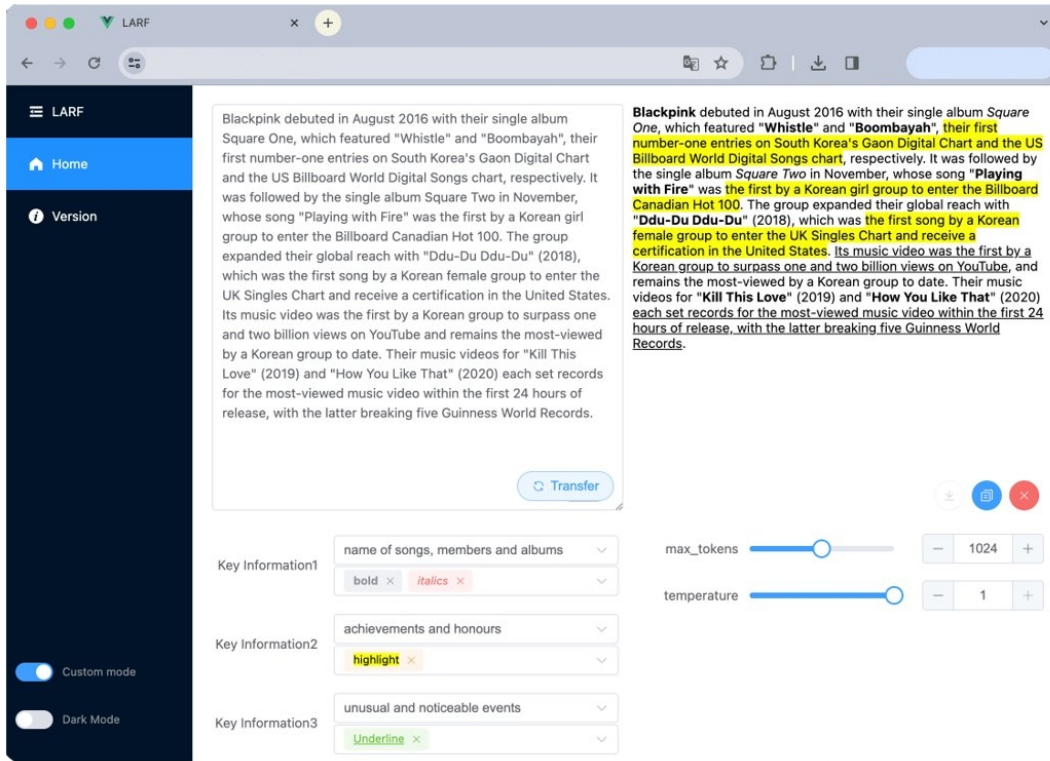 LARF
LARF
Home
Version
Custom mode
Dark Mode
Blackpink debuted in August 2016 with their single album
Square One, which featured "Whistle" and "Boombayah", their
first number-one entries on South Korea's Gaon Digital Chart
and the US Billboard World Digital Songs chart, respectively. It
was followed by the single album Square Two in November,
whose song "Playing with Fire" was the first by a Korean girl
group to enter the Billboard Canadian Hot 100. The group
expanded their global reach with "Ddu-Du Ddu-Du" (2018),
which was the first song by a Korean female group to enter the
UK Singles Chart and receive a certification in the United States.
Its music video was the first by a Korean group to surpass one
and two billion views on YouTube and remains the most-viewed
by a Korean group to date. Their music videos for "Kill This
Love" (2019) and "How You Like That" (2020) each set records
for the most-viewed music video within the first 24 hours of
release, with the latter breaking five Guinness World Records.
Transfer
Blackpink debuted in August 2016 with their single album Square
One, which featured "Whistle" and "Boombayah", their first
number-one entries on South Korea's Gaon Digital Chart and the US
Billboard World Digital Songs chart, respectively. It was followed by
the single album Square Two in November, whose song "Playing
with Fire" was the first by a Korean girl group to enter the Billboard
Canadian Hot 100. The group expanded their global reach with
"Ddu-Du Ddu-Du" (2018), which was the first song by a Korean
female group to enter the UK Singles Chart and receive a
certification in the United States. Its music video was the first by a
Korean group to surpass one and two billion views on YouTube, and
remains the most-viewed by a Korean group to date. Their music
videos for "Kill This Love" (2019) and "How You Like That" (2020)
each set records for the most-viewed music video within the first 24
hours of release, with the latter breaking five Guinness World
Records.
Key Information1
name of songs, members and albums
bold × italics ×
Key Information2
achievements and honours
highlight ×
Key Information3
unusual and noticeable events
Underline ×
max_tokens
1024
temperature
1